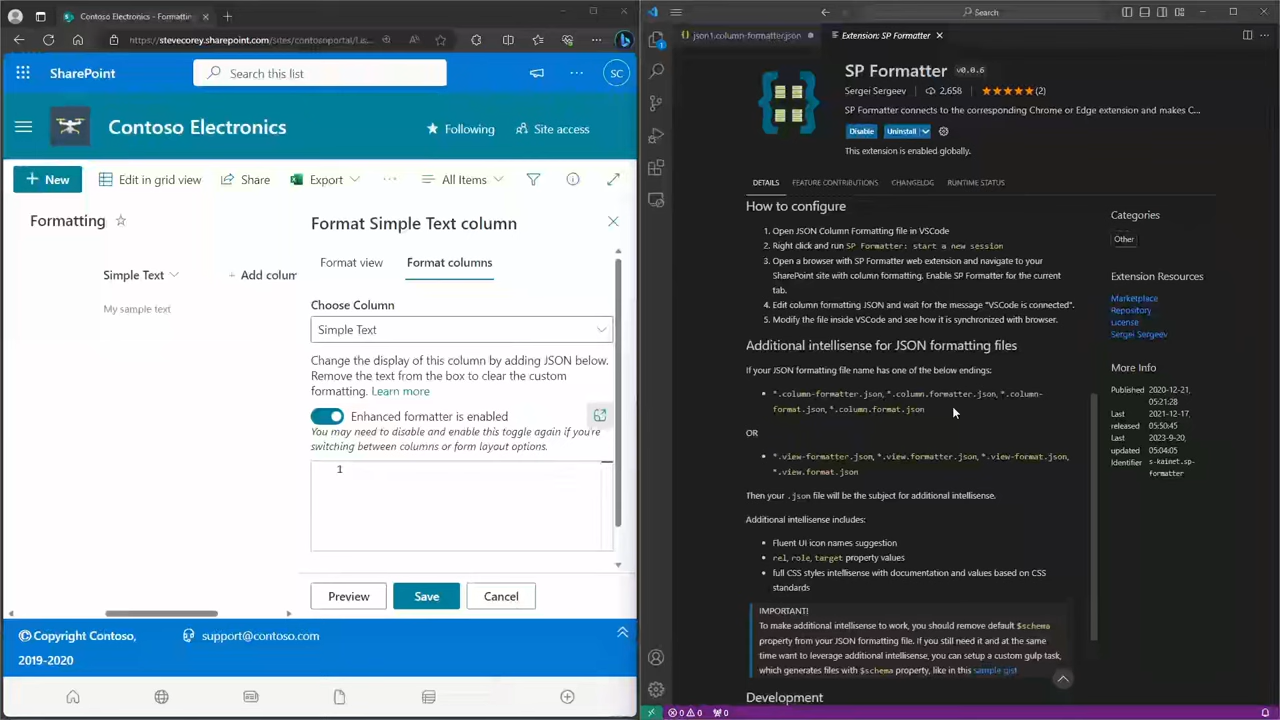 Contoso Electronics - Formatting
https://stevecorey.sharepoint.com/sites/contosoportal/Lis
SharePoint
Search this list
SC
Contoso Electronics
Following
Site access
New
Edit in grid view
Share
Export
All Items
Formatting
Simple Text
Add colum
My sample text
Format Simple Text column
Format view
Format columns
Choose Column
Simple Text
Change the display of this column by adding JSON below.
Remove the text from the box to clear the custom
formatting. Learn more
Enhanced formatter is enabled
You may need to disable and enable this toggle again if you're
switching between columns or form layout options.
1
Preview
Save
Cancel
©Copyright Contoso,
2019-2020
support@contoso.com
Search
json1.column-formatter.json
Extension: SP Formatter
SP Formatter v0.0.6
Sergei Sergeev
2,658
(2)
SP Formatter connects to the corresponding Chrome or Edge extension and makes C...
Disable
Uninstall
This extension is enabled globally.
DETAILS
FEATURE CONTRIBUTIONS
CHANGELOG
RUNTIME STATUS
How to configure
1. Open JSON Column Formatting file in VSCode
2. Right click and run SP Formatter: start a new session
3. Open a browser with SP Formatter web extension and navigate to your
SharePoint site with column formatting. Enable SP Formatter for the current
tab.
4. Edit column formatting JSON and wait for the message "VSCode is connected".
5. Modify the file inside VSCode and see how it is synchronized with browser.
Additional intellisense for JSON formatting files
If your JSON formatting file name has one of the below endings:
*.column-formatter.json, *.column.formatter.json, *.column-
format.json, *.column.format.json
OR
*.view-formatter.json, *.view.formatter.json, *.view-format.json,
*.view.format.json
Then your .json file will be the subject for additional intellisense.
Additional intellisense includes:
Fluent UI icon names suggestion
rel, role, target property values
full CSS styles intellisense with documentation and values based on CSS
standards
IMPORTANT!
To make additional intellisense to work, you should remove default $schema
property from your JSON formatting file. If you still need it and at the same
time want to leverage additional intellisense, you can setup a custom gulp task,
which generates files with $schema property, like in this sample gist
Development
Categories
Other
Extension Resources
Marketplace
Repository
License
Sergei Sergeev
More Info
Published 2020-12-21, 05:21:28
Last released 2021-12-17, 05:50:45
Last updated 2023-9-20, 05:04:05
Identifier s-kainet.sp-formatter
0 0 0
1